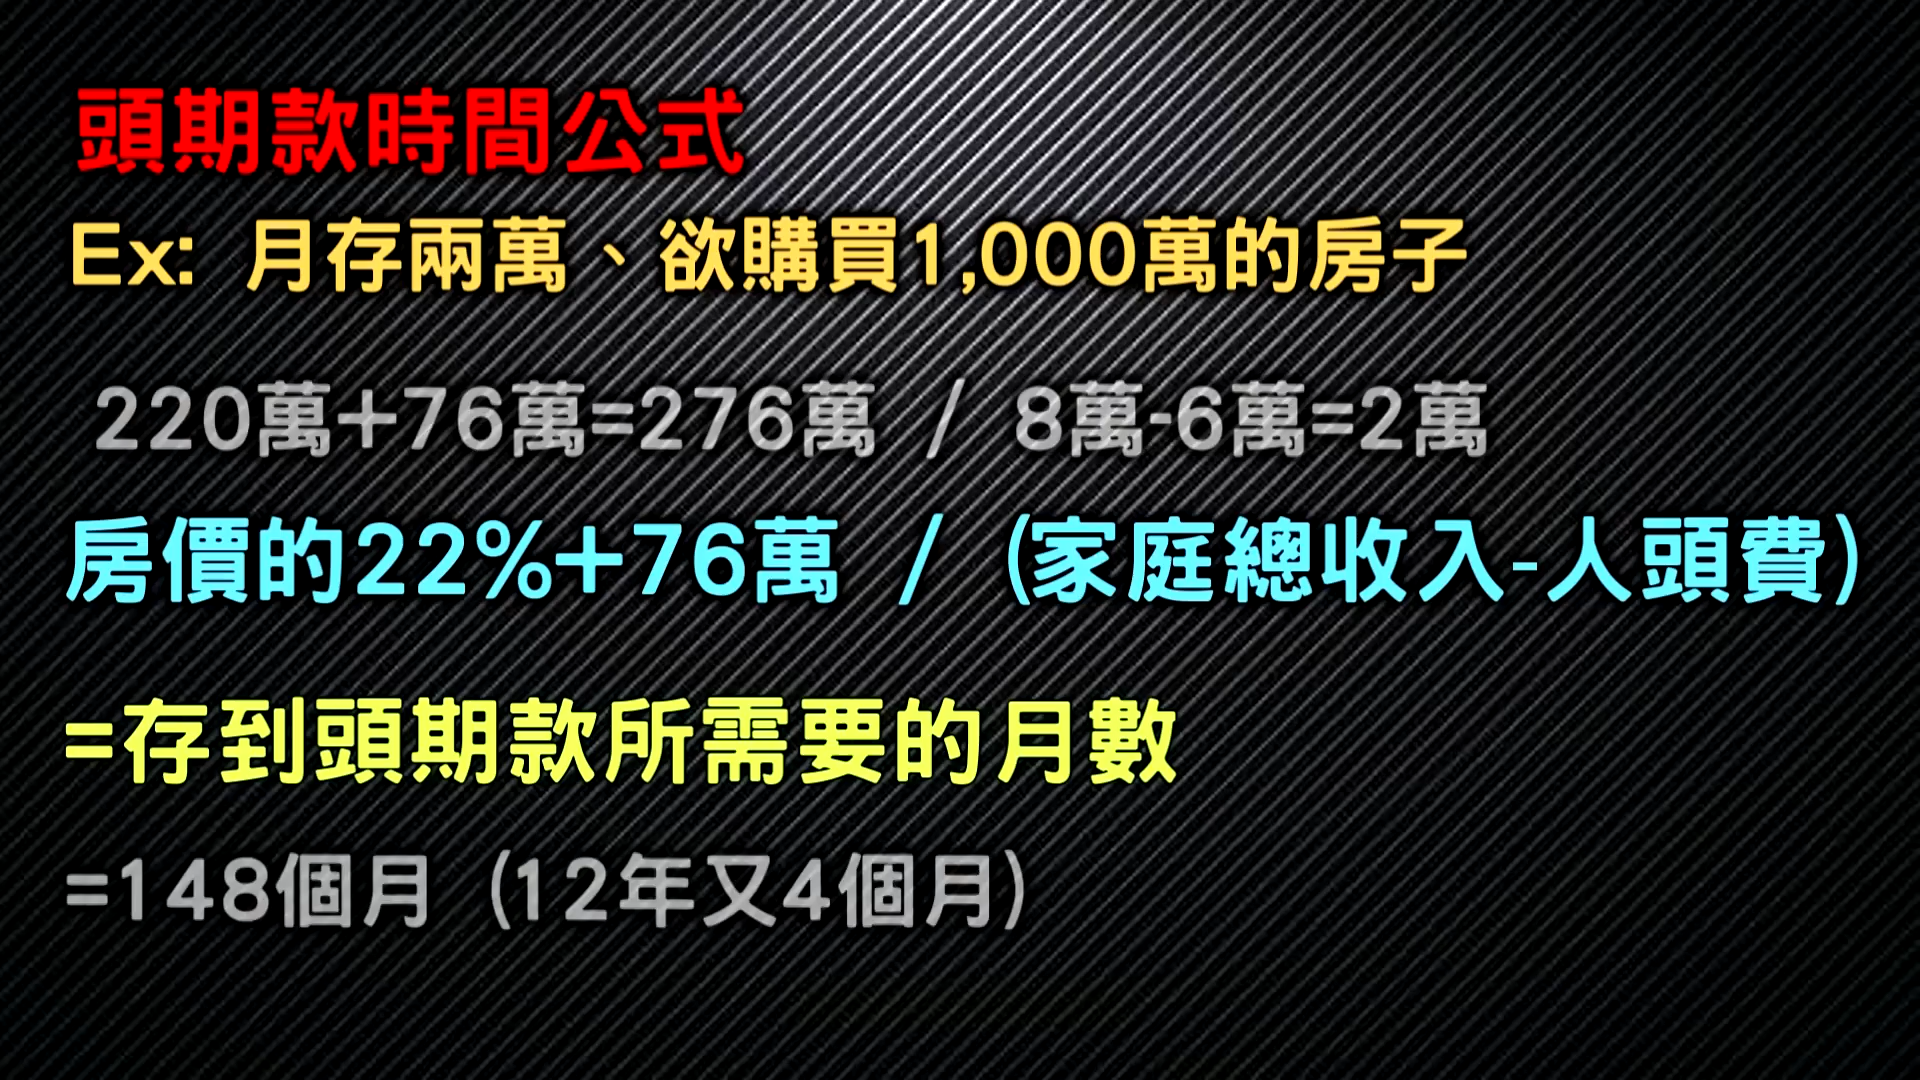 頭期款時間公式
Ex: 月存兩萬、欲購買1,000萬的房子
220萬+76萬=276萬 / 8萬-6萬=2萬
房價的22%+76萬 / (家庭總收入-人頭費)
=存到頭期款所需要的月數
=148個月 (12年又4個月)